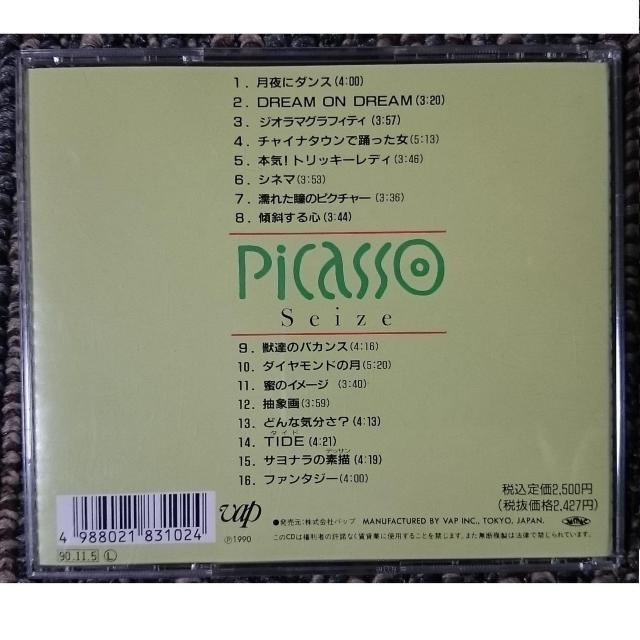 1. 月夜にダンス(4:00)
2. DREAM ON DREAM(3:20)
3. ジオラマグラフィティ(3:57)
4. チャイナタウンで踊った女(5:13)
5. 本気!トリッキーレディ(3:46)
6. シネマ(3:53)
7. 濡れた瞳のピクチャー(3:36)
8. 傾斜する心(3:44)
PiCASSO
Seize
9. 獣達のバカンス(4:16)
10. ダイヤモンドの月(5:20)
11. 蜜のイメージ (3:40)
12. 抽象画(3:59)
13. どんな気分さ?(4:13)
タイド
14. TIDE(4:21)
デッサン
15. サヨナラの素描(4:19)
16. ファンタジー(4:00)
税込定価2,500円
(税抜価格2,427円)
4 988021 831024
90.11.5 Ⓛ
vap
Ⓟ1990
●発売元:株式会社バップ MANUFACTURED BY VAP INC., TOKYO, JAPAN.
このCDは権利者の許諾なく賃貸業に使用することを禁じます。また無断複製は法律で禁じられています。